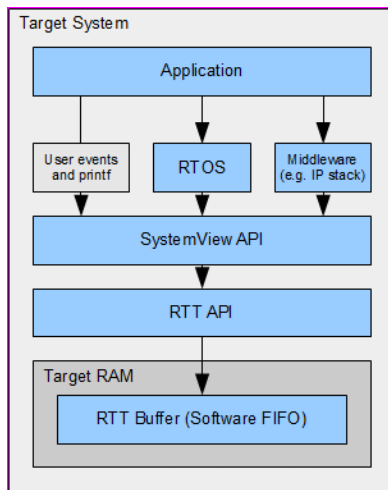 Target System
Application
User events
and printf
RTOS
Middleware
(e.g. IP stack)
SystemView API
RTT API
Target RAM
RTT Buffer (Software FIFO)